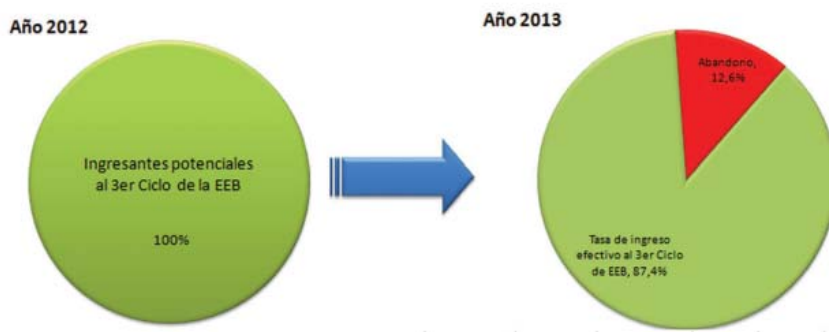 Año 2012
Ingresantes potenciales
al 3er Ciclo de la EEB
100%
Año 2013
Abandono,
12,6%
Tasa de ingreso
efectivo al 3er Ciclo
de EEB, 87,4%